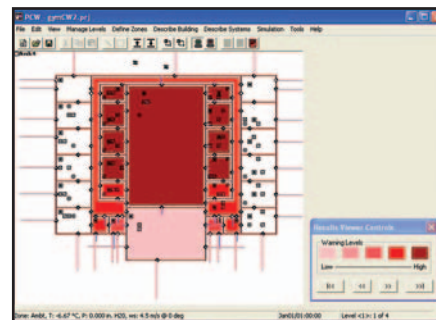 PCW - gymCW2.prj
File Edit View Manage Levels Define Zones Describe Building Describe Systems Simulation Tools Help
Results Viewer Controls
Warning Levels
Low High
|<< << >> >>|
Zone: Ambt, T: -6.67 °C, P: 0.000 in. H2O, ws: 4.5 m/s @ 0 deg Jan01/01:00:00 Level <1>: 1 of 4